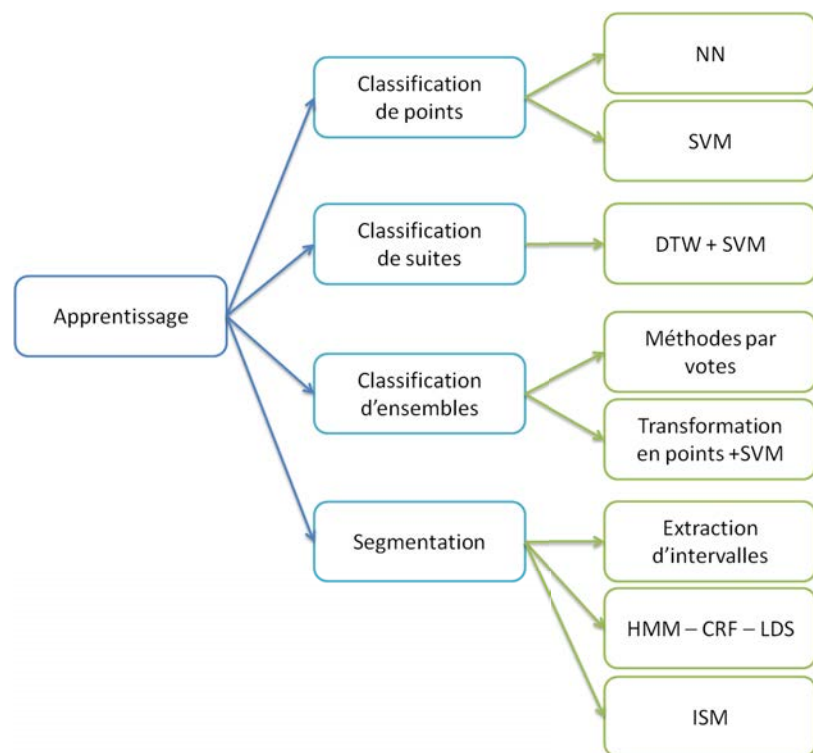 Apprentissage
Classification
de points
NN
SVM
Classification
de suites
DTW + SVM
Classification
d'ensembles
Méthodes par
votes
Transformation
en points +SVM
Segmentation
Extraction
d'intervalles
HMM – CRF – LDS
ISM